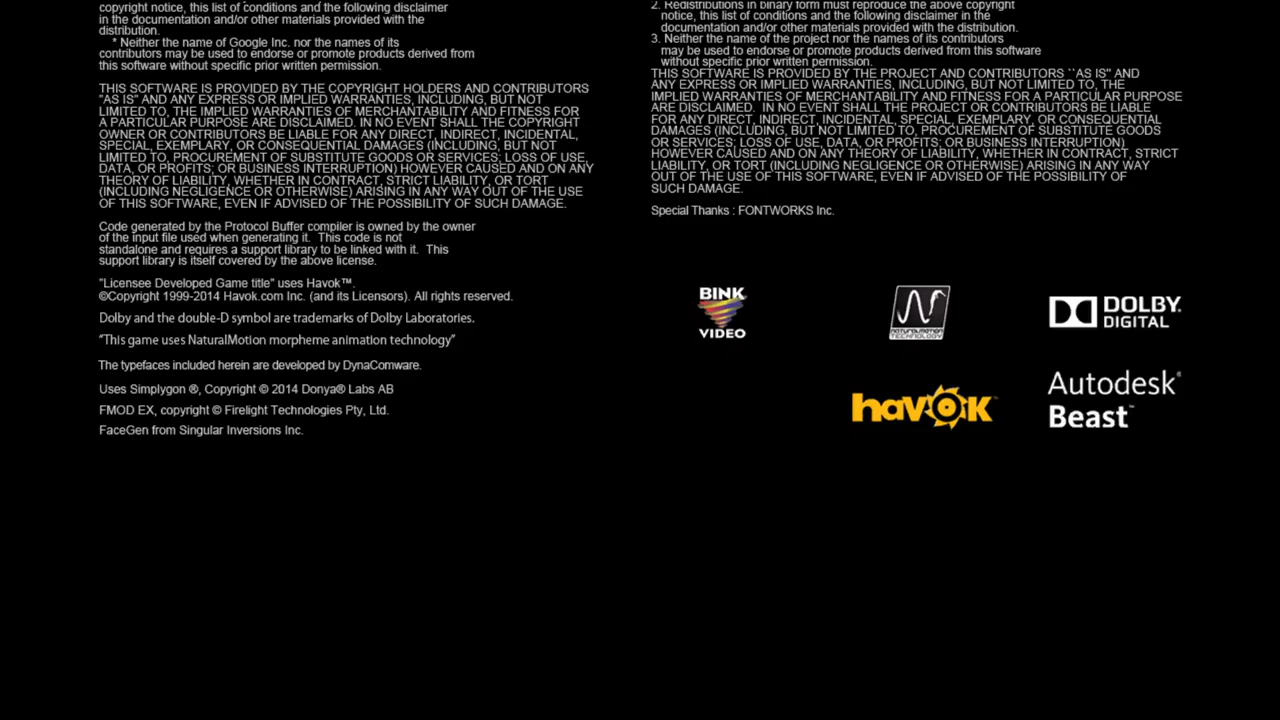 copyright notice, this list of conditions and the following disclaimer
in the documentation and/or other materials provided with the
distribution.
* Neither the name of Google Inc. nor the names of its
contributors may be used to endorse or promote products derived from
this software without specific prior written permission.
THIS SOFTWARE IS PROVIDED BY THE COPYRIGHT HOLDERS AND CONTRIBUTORS
"AS IS" AND ANY EXPRESS OR IMPLIED WARRANTIES, INCLUDING, BUT NOT
LIMITED TO, THE IMPLIED WARRANTIES OF MERCHANTABILITY AND FITNESS FOR
A PARTICULAR PURPOSE ARE DISCLAIMED. IN NO EVENT SHALL THE COPYRIGHT
OWNER OR CONTRIBUTORS BE LIABLE FOR ANY DIRECT, INDIRECT, INCIDENTAL,
SPECIAL, EXEMPLARY, OR CONSEQUENTIAL DAMAGES (INCLUDING, BUT NOT
LIMITED TO, PROCUREMENT OF SUBSTITUTE GOODS OR SERVICES; LOSS OF USE,
DATA, OR PROFITS; OR BUSINESS INTERRUPTION) HOWEVER CAUSED AND ON ANY
THEORY OF LIABILITY, WHETHER IN CONTRACT, STRICT LIABILITY, OR TORT
(INCLUDING NEGLIGENCE OR OTHERWISE) ARISING IN ANY WAY OUT OF THE USE
OF THIS SOFTWARE, EVEN IF ADVISED OF THE POSSIBILITY OF SUCH DAMAGE.
Code generated by the Protocol Buffer compiler is owned by the owner
of the input file used when generating it.  This code is not
standalone and requires a support library to be linked with it.  This
support library is itself covered by the above license.
"Licensee Developed Game title" uses Havok™.
©Copyright 1999-2014 Havok.com Inc. (and its Licensors). All rights reserved.
Dolby and the double-D symbol are trademarks of Dolby Laboratories.
“This game uses NaturalMotion morpheme animation technology”
The typefaces included herein are developed by DynaComware.
Uses Simplygon ®, Copyright © 2014 Donya® Labs AB
FMOD EX, copyright © Firelight Technologies Pty, Ltd.
FaceGen from Singular Inversions Inc.
2. Redistributions in binary form must reproduce the above copyright
notice, this list of conditions and the following disclaimer in the
documentation and/or other materials provided with the distribution.
3. Neither the name of the project nor the names of its contributors
may be used to endorse or promote products derived from this software
without specific prior written permission.
THIS SOFTWARE IS PROVIDED BY THE PROJECT AND CONTRIBUTORS ``AS IS'' AND
ANY EXPRESS OR IMPLIED WARRANTIES, INCLUDING, BUT NOT LIMITED TO, THE
IMPLIED WARRANTIES OF MERCHANTABILITY AND FITNESS FOR A PARTICULAR PURPOSE
ARE DISCLAIMED.  IN NO EVENT SHALL THE PROJECT OR CONTRIBUTORS BE LIABLE
FOR ANY DIRECT, INDIRECT, INCIDENTAL, SPECIAL, EXEMPLARY, OR CONSEQUENTIAL
DAMAGES (INCLUDING, BUT NOT LIMITED TO, PROCUREMENT OF SUBSTITUTE GOODS
OR SERVICES; LOSS OF USE, DATA, OR PROFITS; OR BUSINESS INTERRUPTION)
HOWEVER CAUSED AND ON ANY THEORY OF LIABILITY, WHETHER IN CONTRACT, STRICT
LIABILITY, OR TORT (INCLUDING NEGLIGENCE OR OTHERWISE) ARISING IN ANY WAY
OUT OF THE USE OF THIS SOFTWARE, EVEN IF ADVISED OF THE POSSIBILITY OF
SUCH DAMAGE.
Special Thanks : FONTWORKS Inc.
BINK
VIDEO
NATURALMOTION
TECHNOLOGY
DOLBY®
DIGITAL
havok™
Autodesk®
Beast™